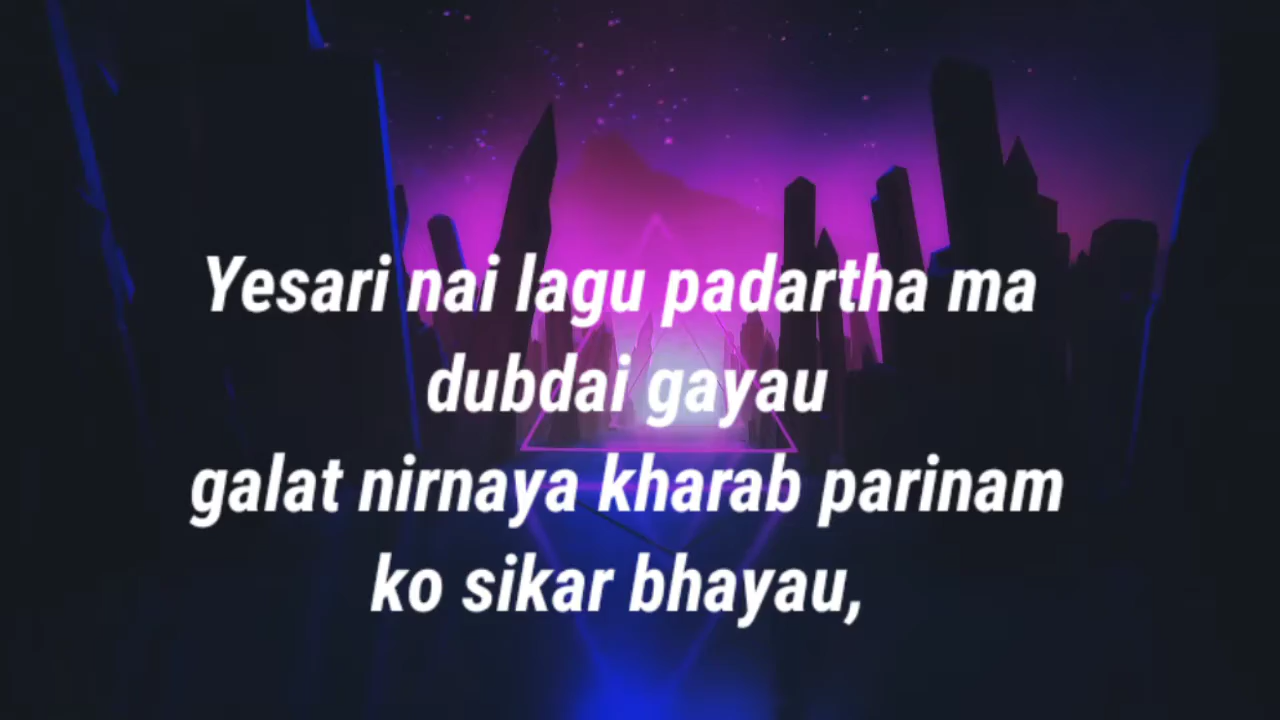 Yesari nai lagu padartha ma
dubdai gayau
galat nirnaya kharab parinam
ko sikar bhayau,